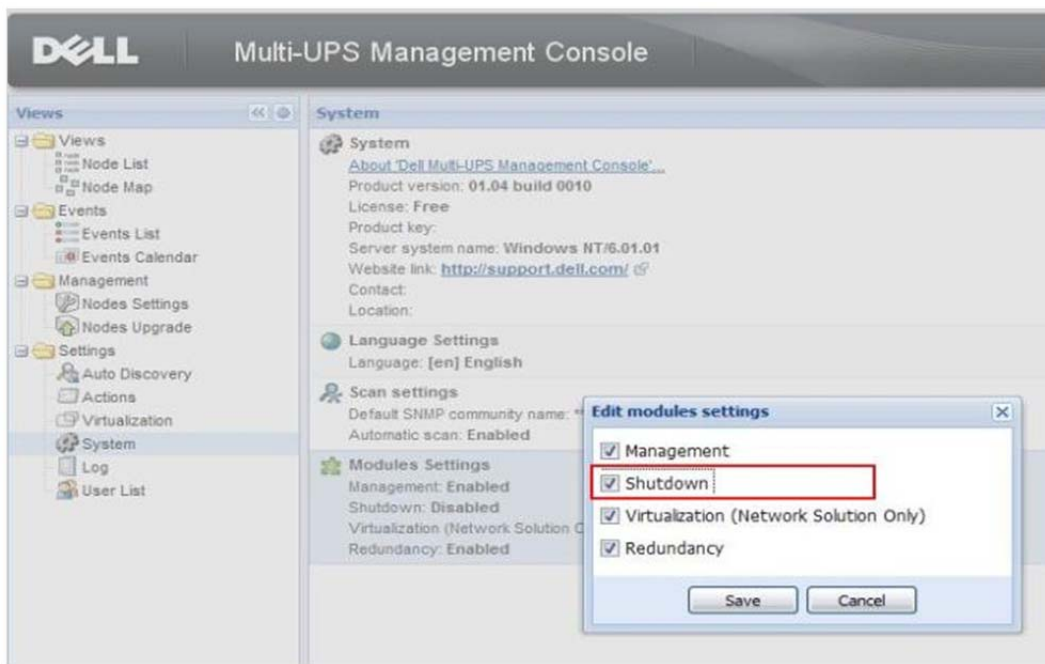 DELL
Multi-UPS Management Console
Views
System
Views
Node List
Node Map
Events
Events List
Events Calendar
Management
Nodes Settings
Nodes Upgrade
Settings
Auto Discovery
Actions
Virtualization
System
Log
User List
System
About 'Dell Multi-UPS Management Console'...
Product version: 01.04 build 0010
License: Free
Product key:
Server system name: Windows NT/6.01.01
Website link: http://support.dell.com/
Contact:
Location:
Language Settings
Language: [en] English
Scan settings
Default SNMP community name:
Automatic scan: Enabled
Modules Settings
Management: Enabled
Shutdown: Disabled
Virtualization (Network Solution
Redundancy: Enabled
Edit modules settings
Management
Shutdown
Virtualization (Network Solution Only)
Redundancy
Save
Cancel